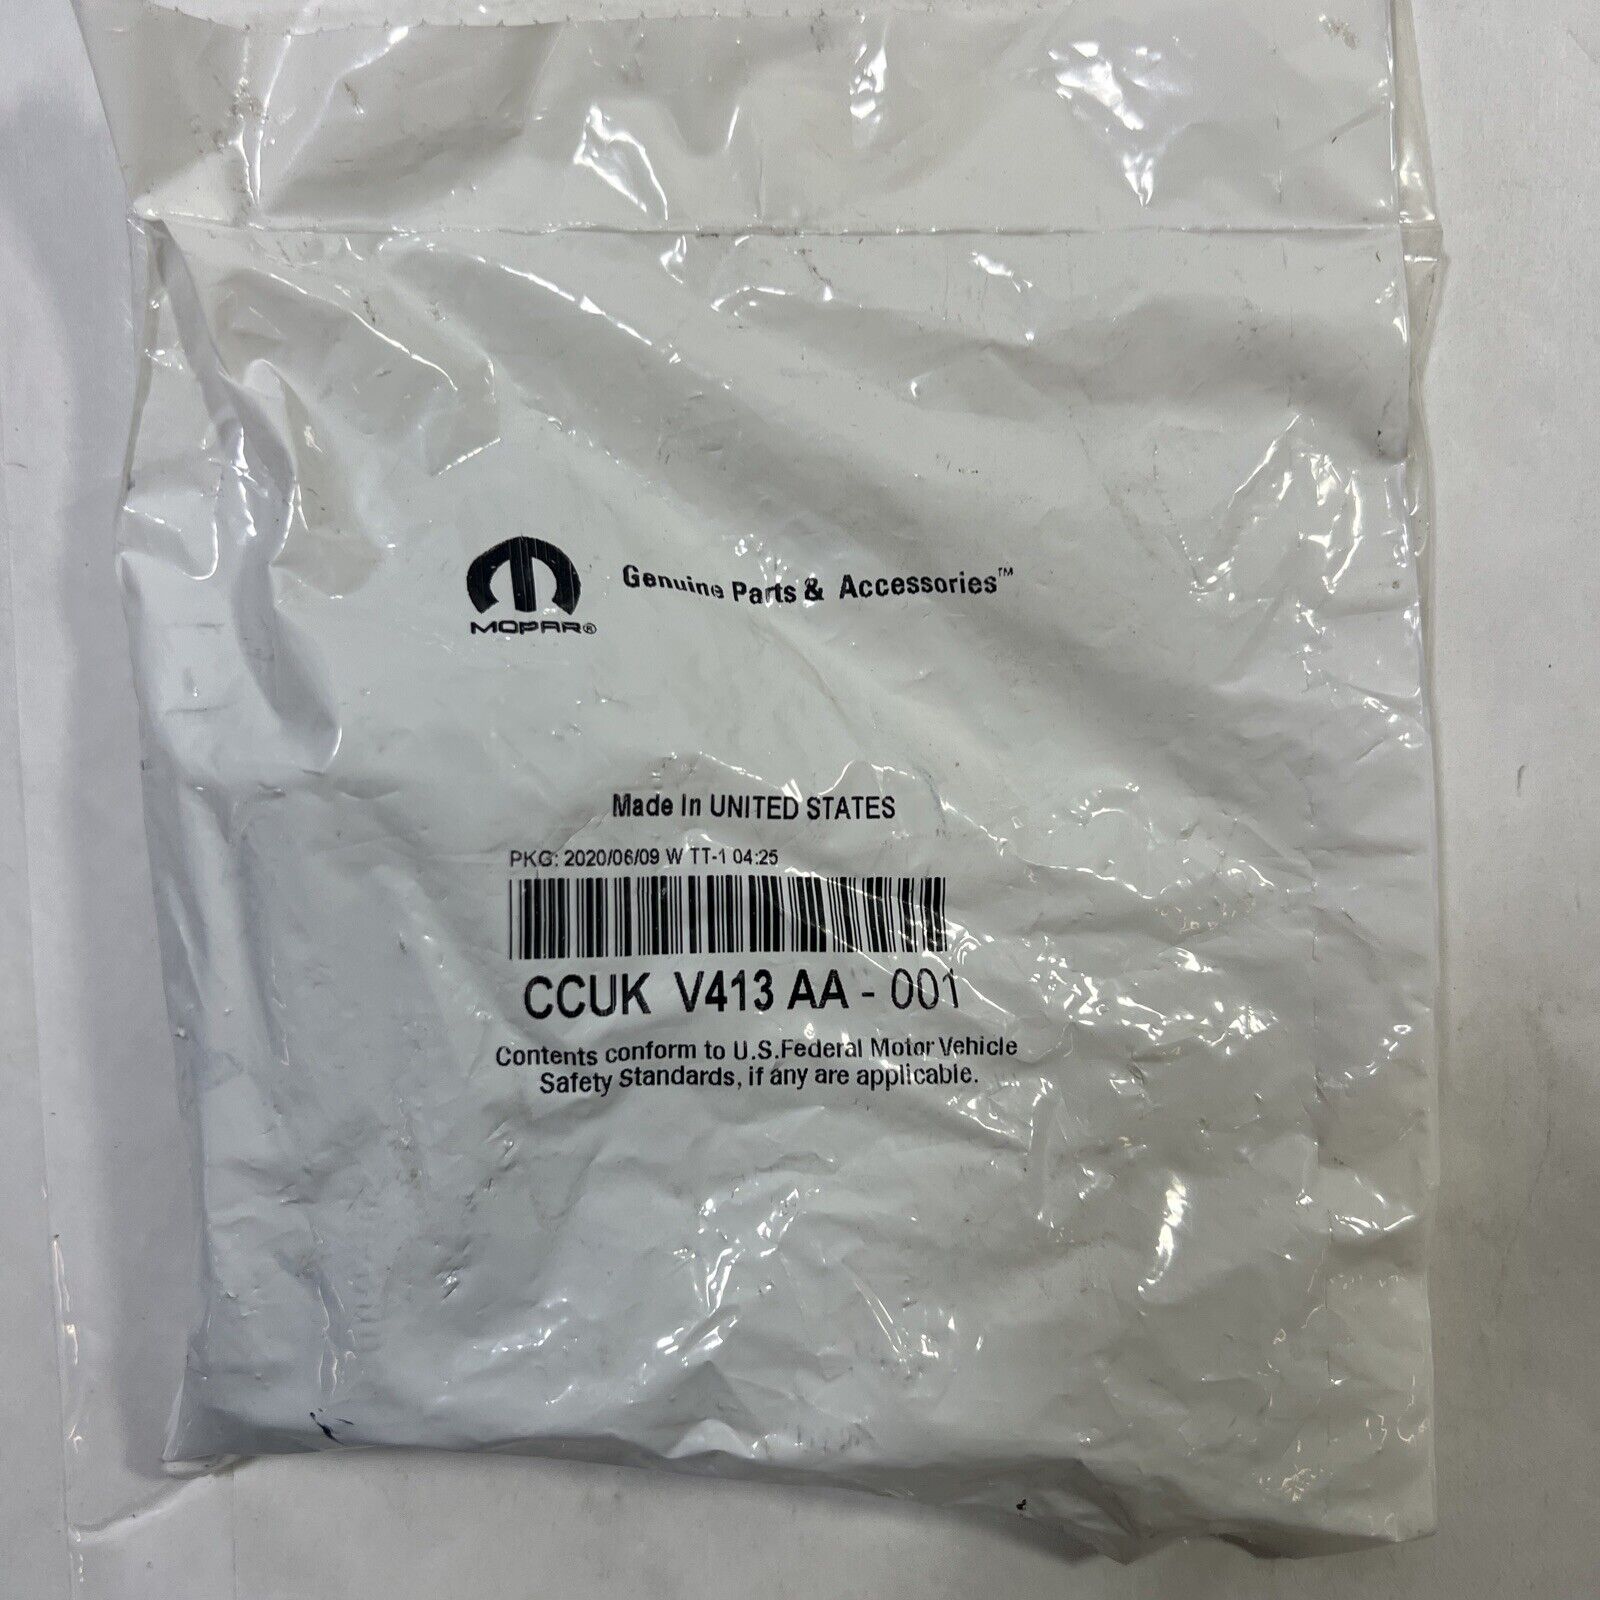 MOPAR®
Genuine Parts & Accessories™
Made In UNITED STATES
PKG: 2020/06/09 W TT-1 04:25
CCUK V413 AA - 001
Contents conform to U.S.Federal Motor Vehicle
Safety Standards, if any are applicable.